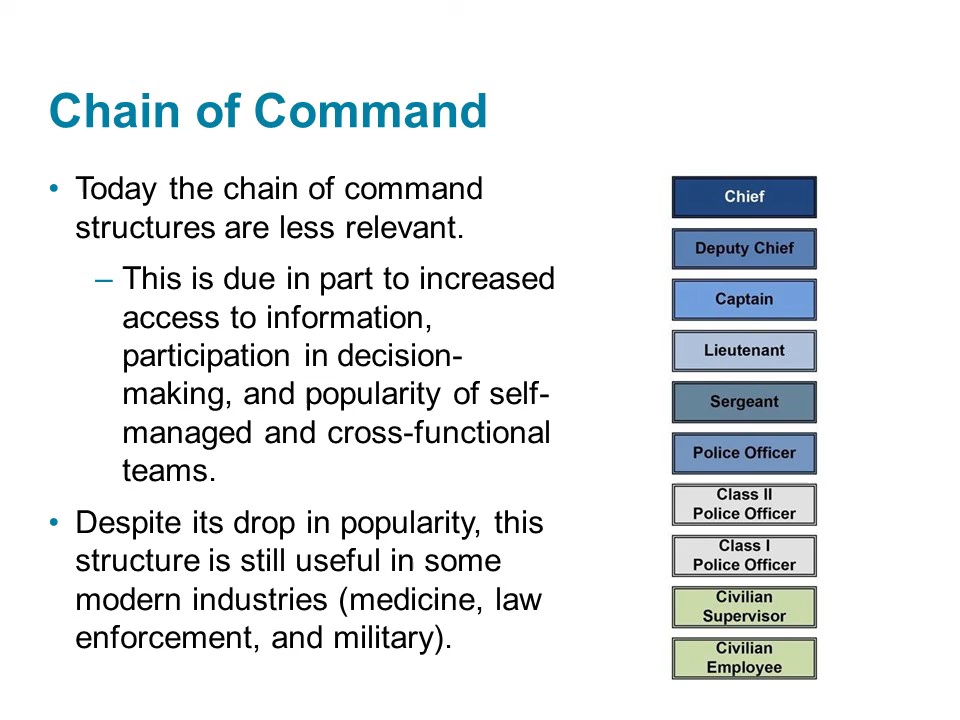 Chain of Command
• Today the chain of command
structures are less relevant.
– This is due in part to increased
access to information,
participation in decision-
making, and popularity of self-
managed and cross-functional
teams.
• Despite its drop in popularity, this
structure is still useful in some
modern industries (medicine, law
enforcement, and military).
Chief
Deputy Chief
Captain
Lieutenant
Sergeant
Police Officer
Class II
Police Officer
Class I
Police Officer
Civilian
Supervisor
Civilian
Employee